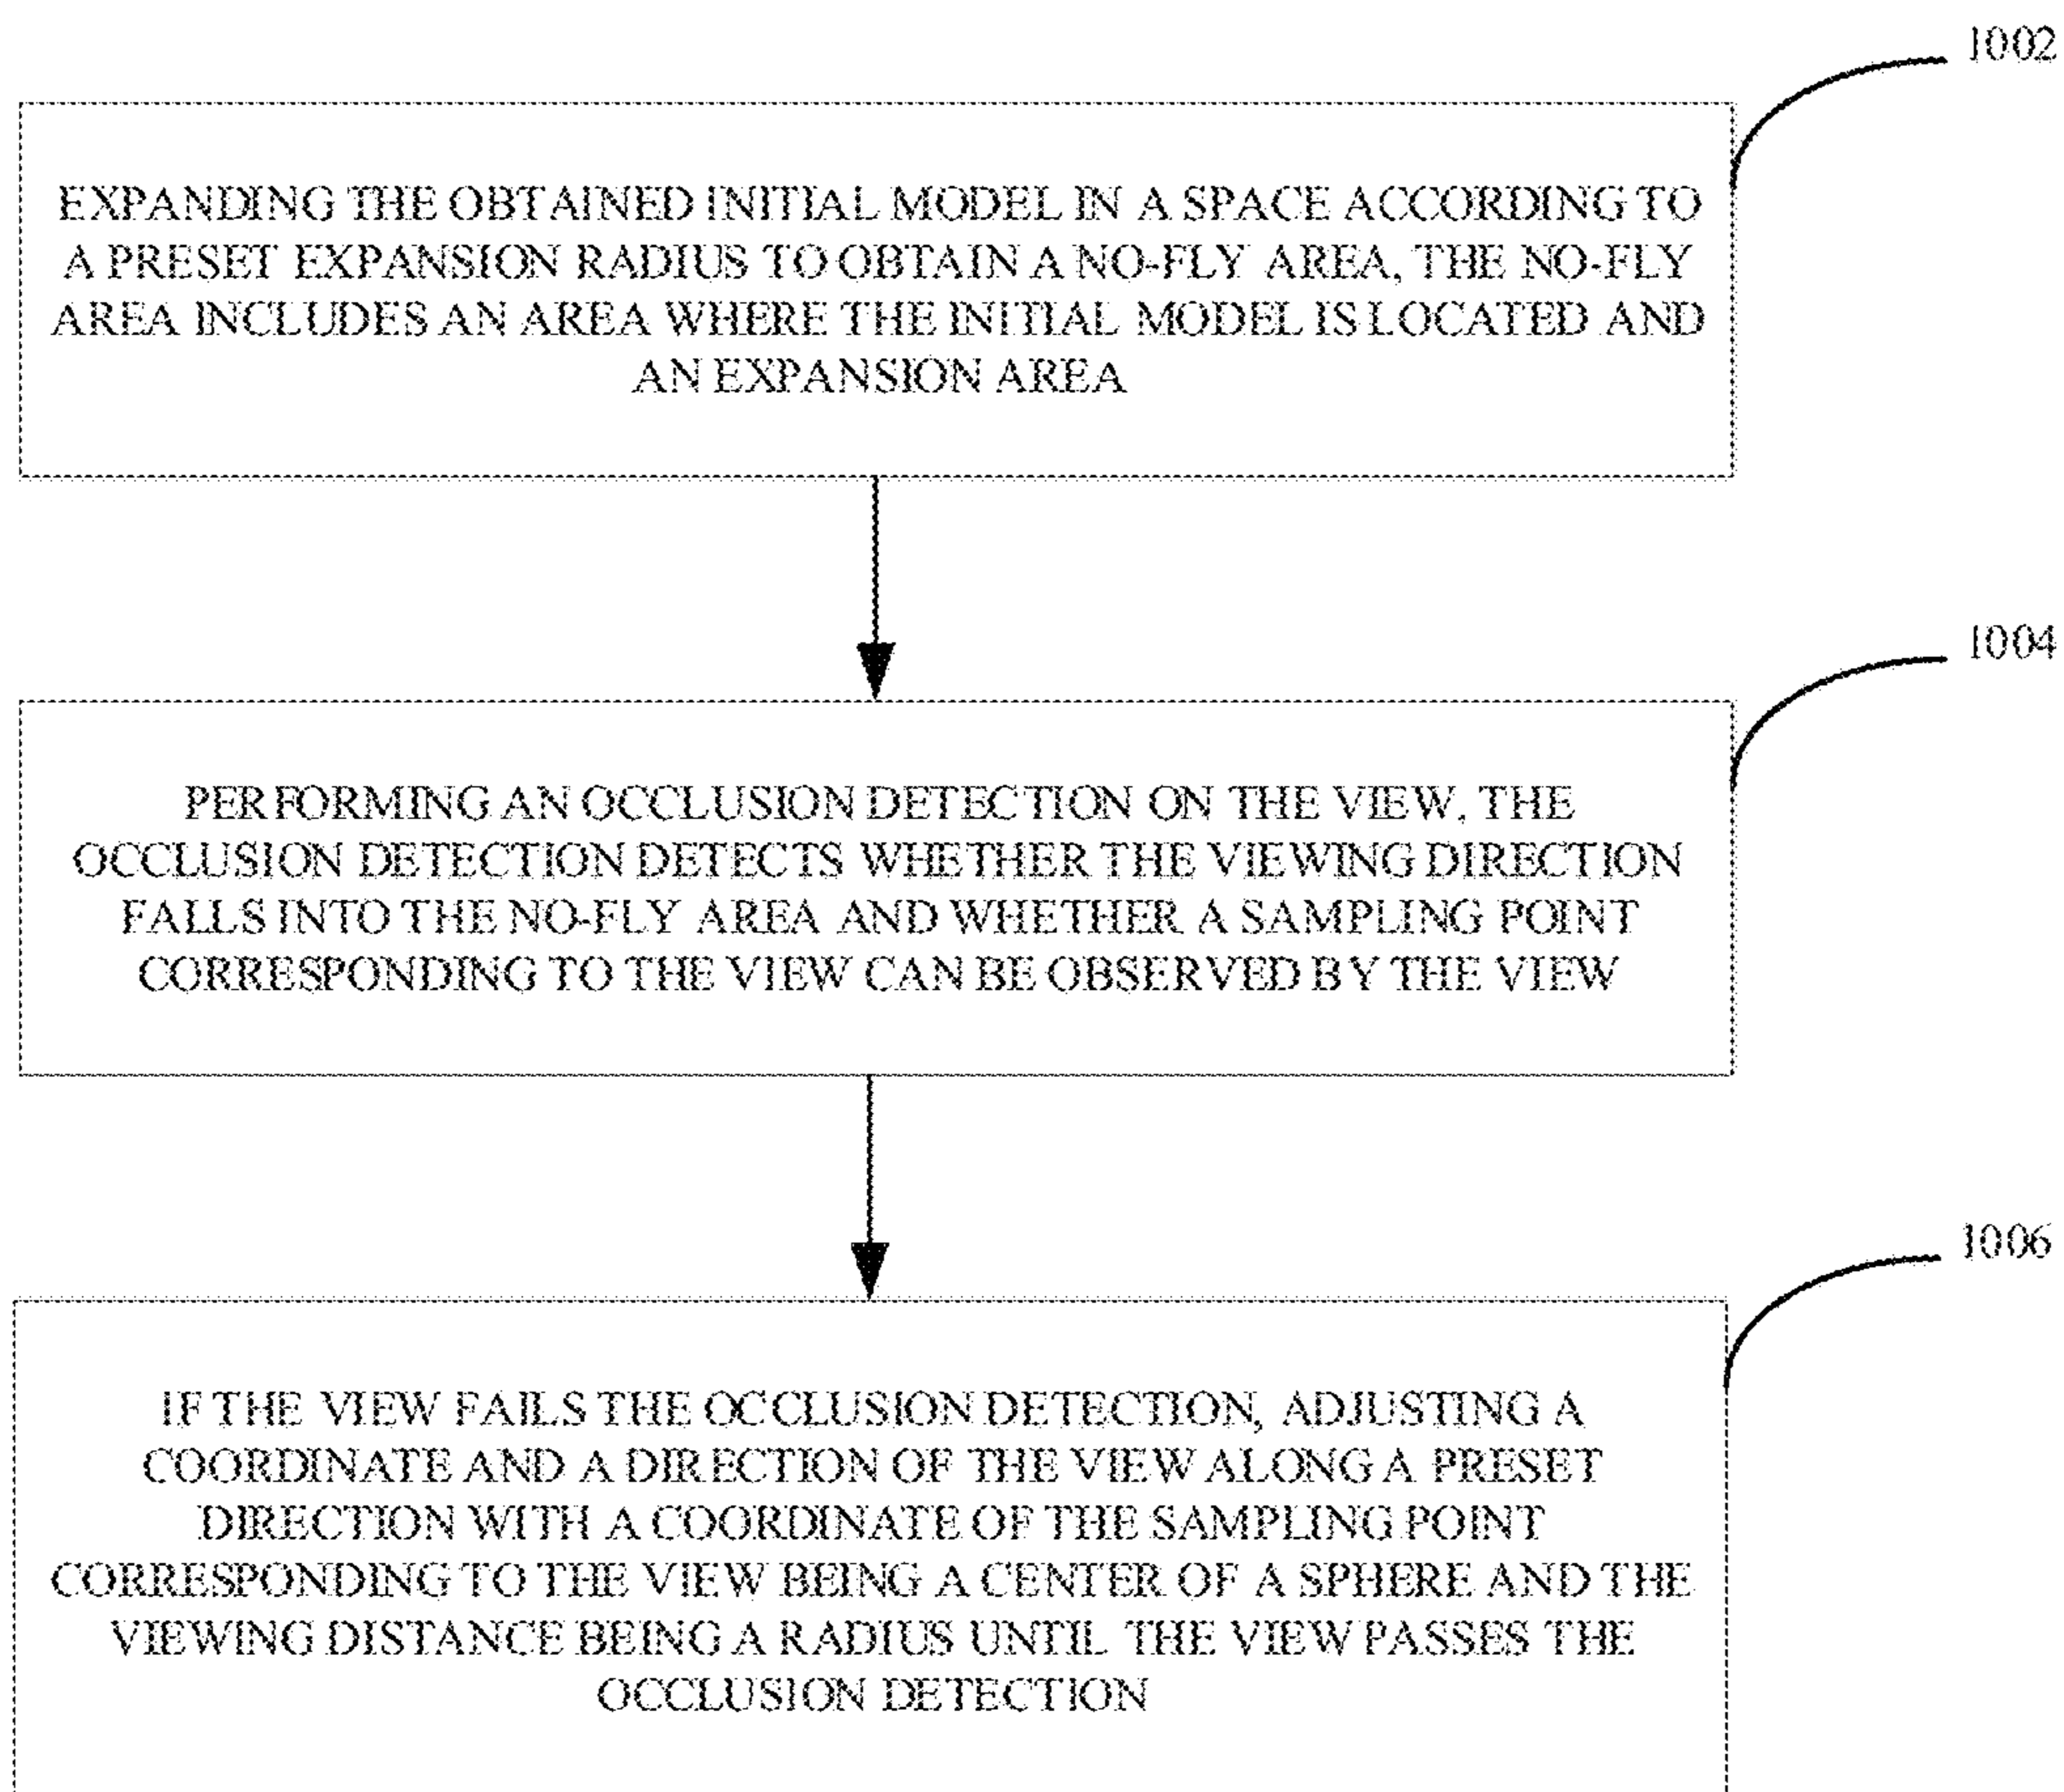 1002
EXPANDING THE OBTAINED INITIAL MODEL IN A SPACE ACCORDING TO
A PRESET EXPANSION RADIUS TO OBTAIN A NO-FLY AREA, THE NO-FLY
AREA INCLUDES AN AREA WHERE THE INITIAL MODEL IS LOCATED AND
AN EXPANSION AREA
1004
PERFORMING AN OCCLUSION DETECTION ON THE VIEW, THE
OCCLUSION DETECTION DETECTS WHETHER THE VIEWING DIRECTION
FALLS INTO THE NO-FLY AREA AND WHETHER A SAMPLING POINT
CORRESPONDING TO THE VIEW CAN BE OBSERVED BY THE VIEW
1006
IF THE VIEW FAILS THE OCCLUSION DETECTION, ADJUSTING A
COORDINATE AND A DIRECTION OF THE VIEW ALONG A PRESET
DIRECTION WITH A COORDINATE OF THE SAMPLING POINT
CORRESPONDING TO THE VIEW BEING A CENTER OF A SPHERE AND THE
VIEWING DISTANCE BEING A RADIUS UNTIL THE VIEW PASSES THE
OCCLUSION DETECTION